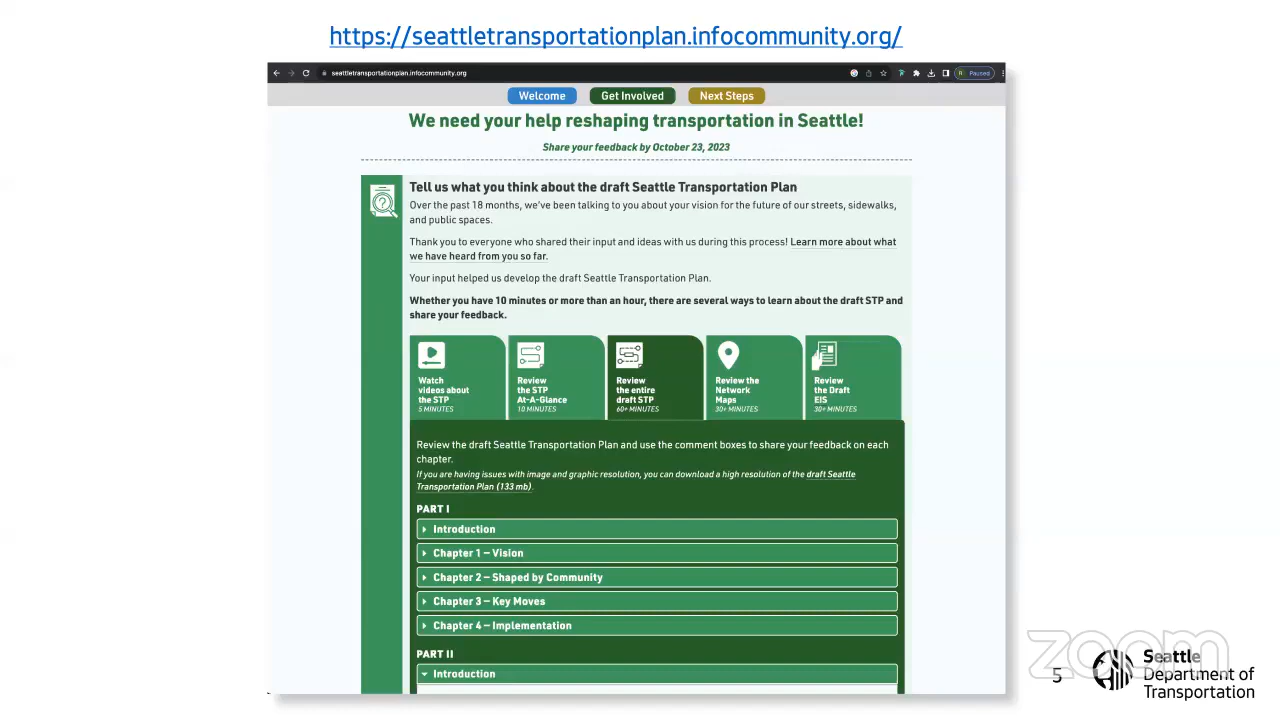 https://seattletransportationplan.infocommunity.org/
seattletransportationplan.infocommunity.org
R Paused
Welcome
Get Involved
Next Steps
We need your help reshaping transportation in Seattle!
Share your feedback by October 23, 2023
Tell us what you think about the draft Seattle Transportation Plan
Over the past 18 months, we've been talking to you about your vision for the future of our streets, sidewalks,
and public spaces.
Thank you to everyone who shared their input and ideas with us during this process! Learn more about what
we have heard from you so far.
Your input helped us develop the draft Seattle Transportation Plan.
Whether you have 10 minutes or more than an hour, there are several ways to learn about the draft STP and
share your feedback.
Watch
videos about
the STP
5 MINUTES
Review
the STP
At-A-Glance
10 MINUTES
Review
the entire
draft STP
60+ MINUTES
Review the
Network
Maps
30+ MINUTES
Review
the Draft
EIS
30+ MINUTES
Review the draft Seattle Transportation Plan and use the comment boxes to share your feedback on each
chapter.
If you are having issues with image and graphic resolution, you can download a high resolution of the draft Seattle
Transportation Plan (133 mb).
PART I
Introduction
Chapter 1 – Vision
Chapter 2 – Shaped by Community
Chapter 3 – Key Moves
Chapter 4 – Implementation
PART II
Introduction
zoom
5
Seattle
Department of
Transportation